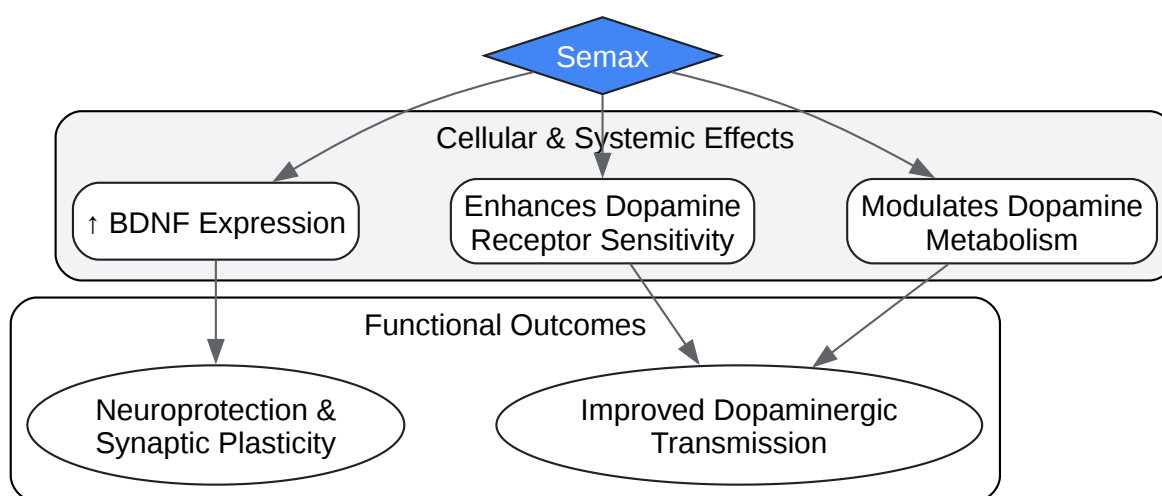 Semax
Cellular & Systemic Effects
↑ BDNF Expression
Enhances Dopamine
Receptor Sensitivity
Modulates Dopamine
Metabolism
Functional Outcomes
Neuroprotection &
Synaptic Plasticity
Improved Dopaminergic
Transmission